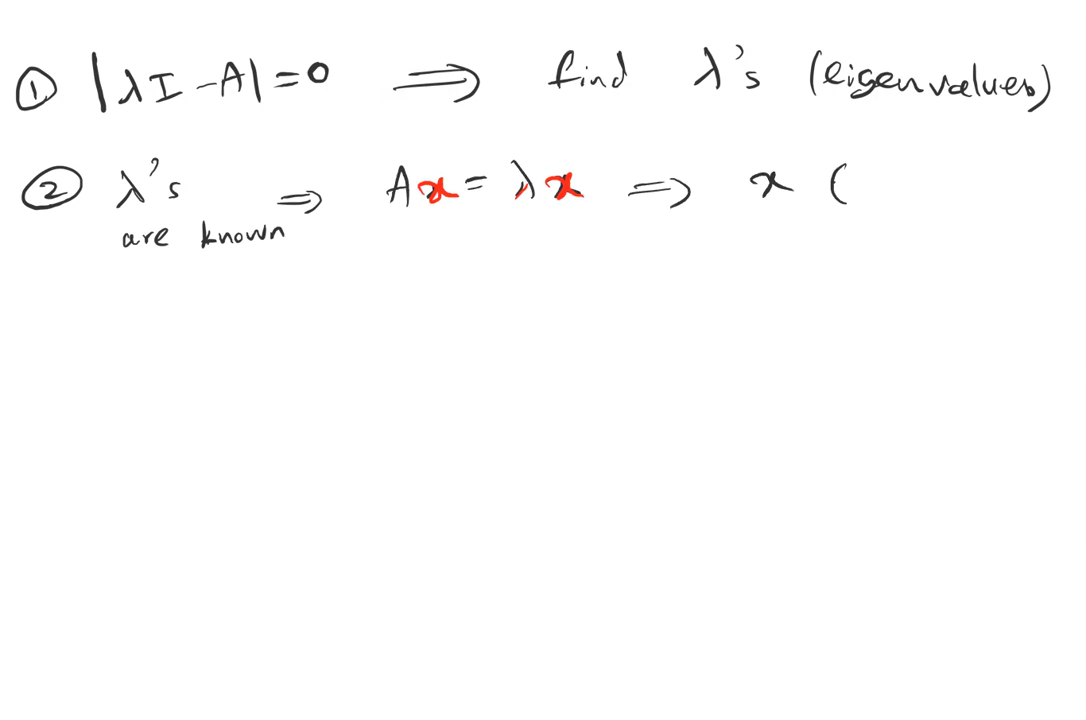 ① |λI - A| = 0 ⟹ find λ's (eigenvalues)
② λ's ⟹ Ax = λx ⟹ x (
are known